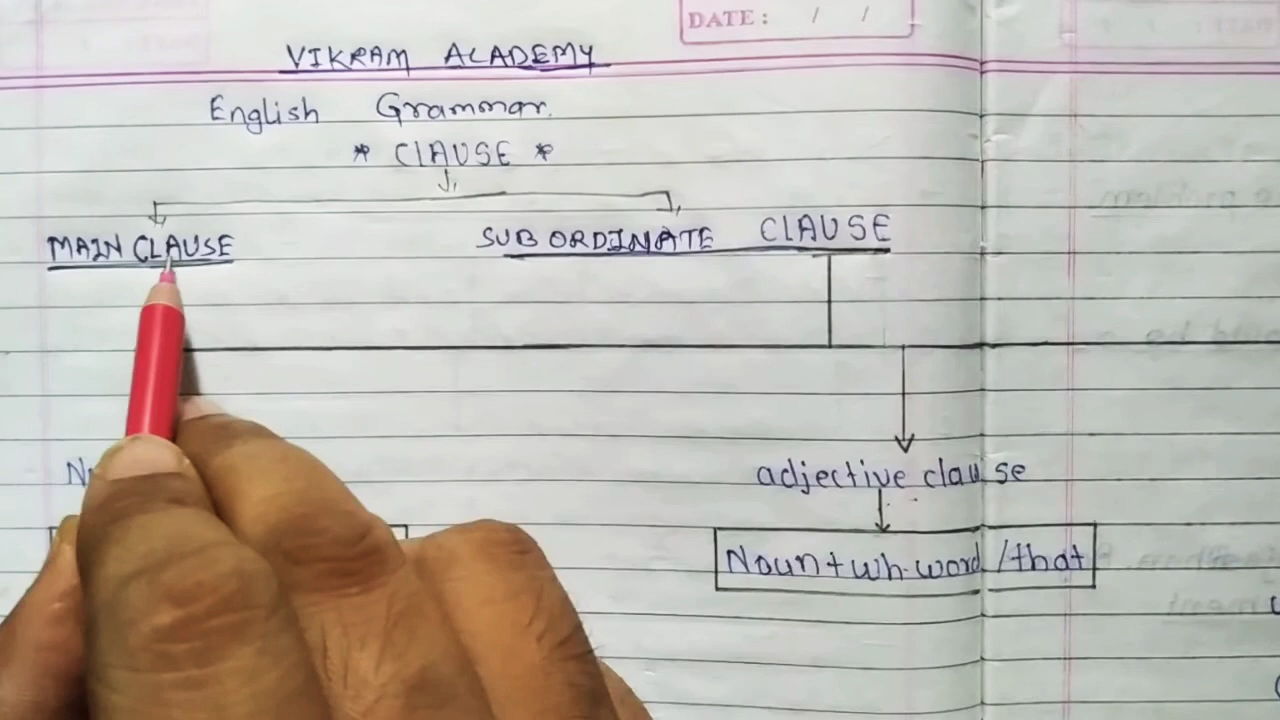 DATE: / /
VIKRAM ACADEMY
English Grammar.
* ClAUSE *
MAIN CLAUSE
SUBORDINATE CLAUSE
adjective clause
Noun + wh-word / that